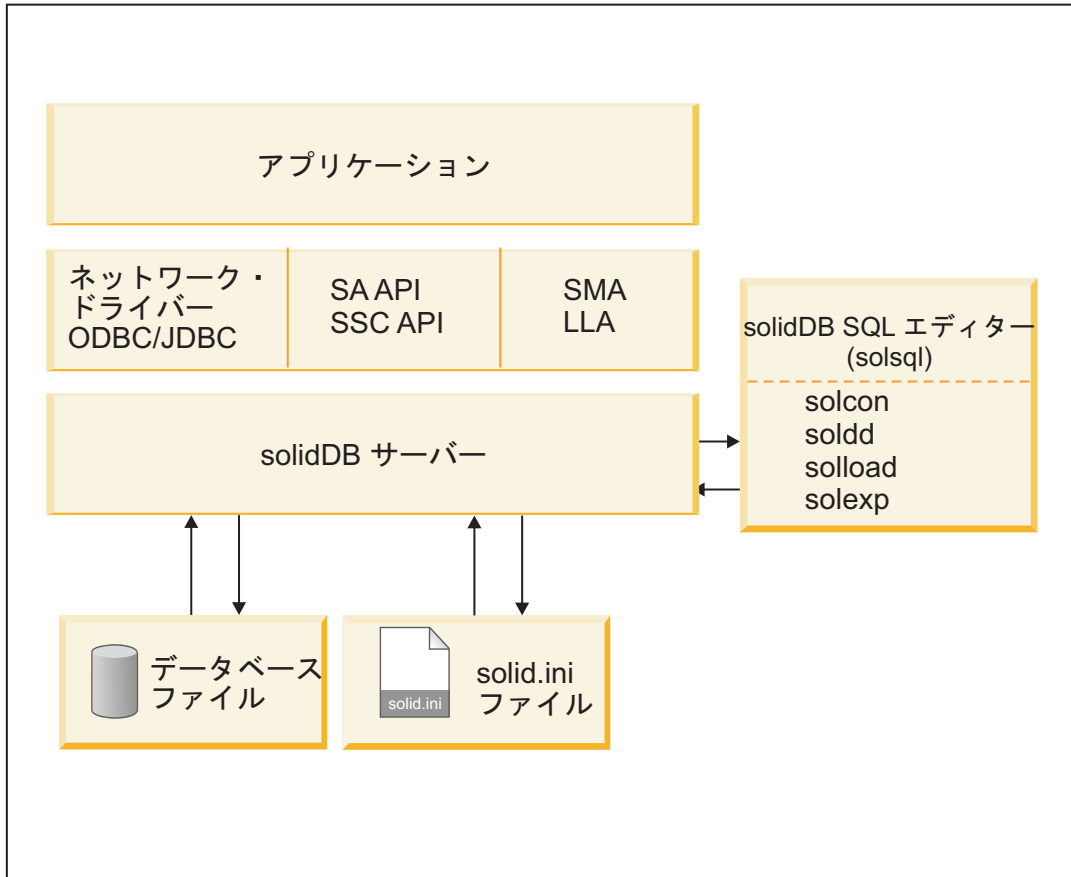 アプリケーション
ネットワーク・
ドライバー
ODBC/JDBC
SA API
SSC API
SMA
LLA
solidDB SQL エディター
(solsql)
solcon
soldd
solload
solexp
solidDB サーバー
データベース
ファイル
solid.ini
solid.ini
ファイル